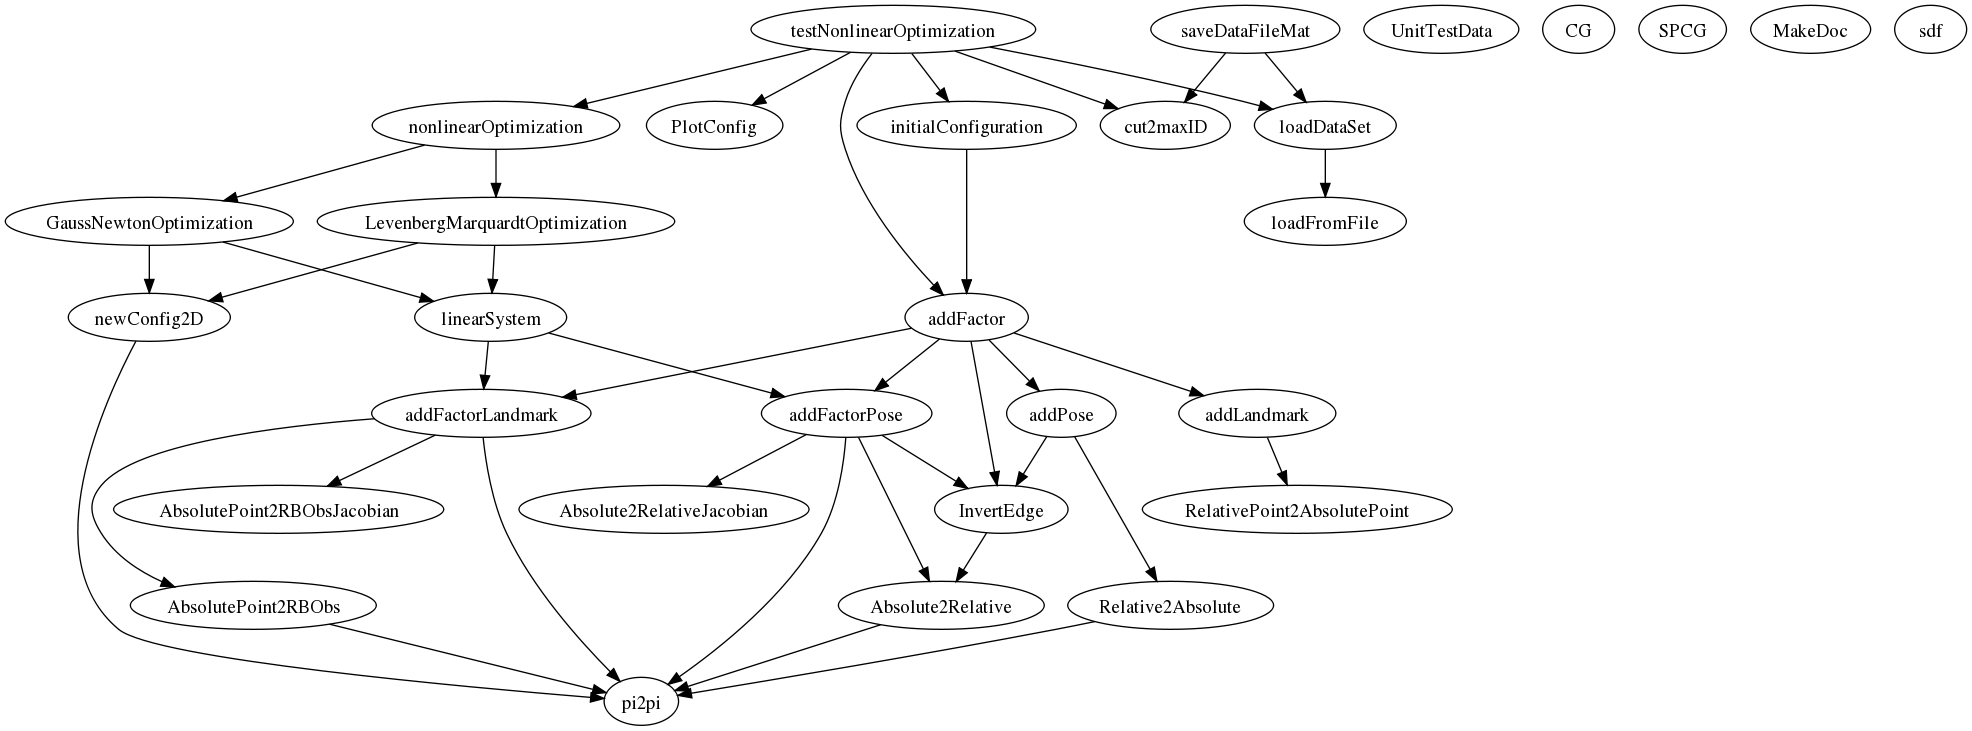 testNonlinearOptimization
saveDataFileMat
UnitTestData
CG
SPCG
MakeDoc
sdf
nonlinearOptimization
PlotConfig
initialConfiguration
cut2maxID
loadDataSet
GaussNewtonOptimization
LevenbergMarquardtOptimization
loadFromFile
newConfig2D
linearSystem
addFactor
addFactorLandmark
addFactorPose
addPose
addLandmark
AbsolutePoint2RBObsJacobian
Absolute2RelativeJacobian
InvertEdge
RelativePoint2AbsolutePoint
AbsolutePoint2RBObs
Absolute2Relative
Relative2Absolute
pi2pi